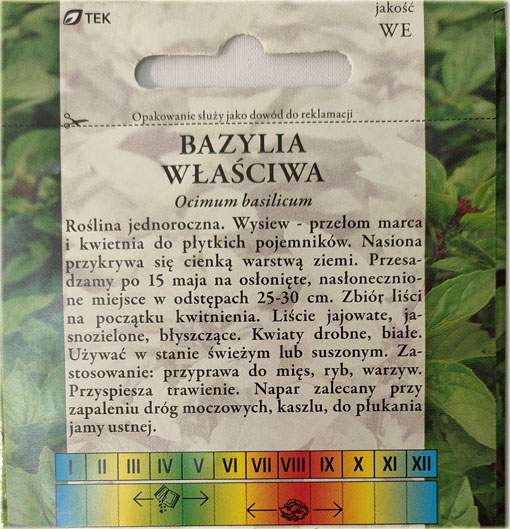 TEK
jakość
WE
Opakowanie służy jako dowód do reklamacji
BAZYLIA
WŁAŚCIWA
Ocimum basilicum
Roślina jednoroczna. Wysiew - przełom marca
i kwietnia do płytkich pojemników. Nasiona
przykrywa się cienką warstwą ziemi. Przesa-
dzamy po 15 maja na osłonięte, nasłonecznio-
ne miejsce w odstępach 25-30 cm. Zbiór liści
na początku kwitnienia. Liście jajowate, ja-
snozielone, błyszczące. Kwiaty drobne, białe.
Używać w stanie świeżym lub suszonym. Za-
stosowanie: przyprawa do mięs, ryb, warzyw.
Przyspiesza trawienie. Napar zalecany przy
zapaleniu dróg moczowych, kaszlu, do płukania
jamy ustnej.
I II III IV V VI VII VIII IX X XI XII